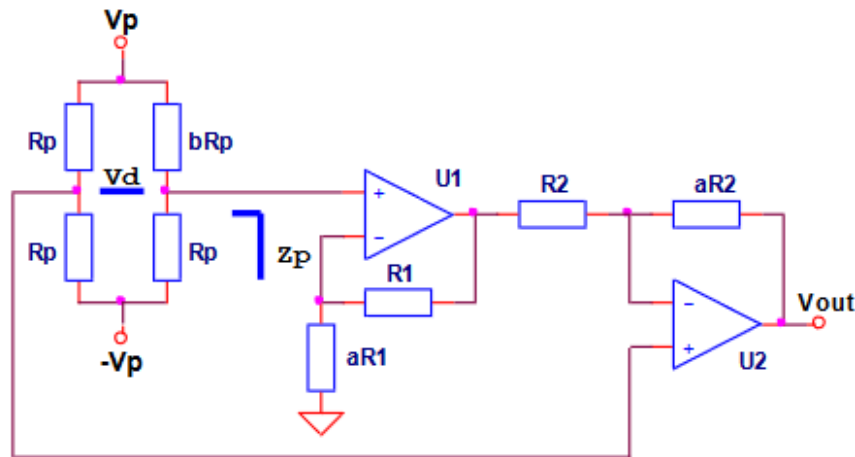 Vp
Rp
bRp
Vd
U1
R2
aR2
Rp
Rp
zp
R1
Vout
-Vp
aR1
U2
+
−
−
+